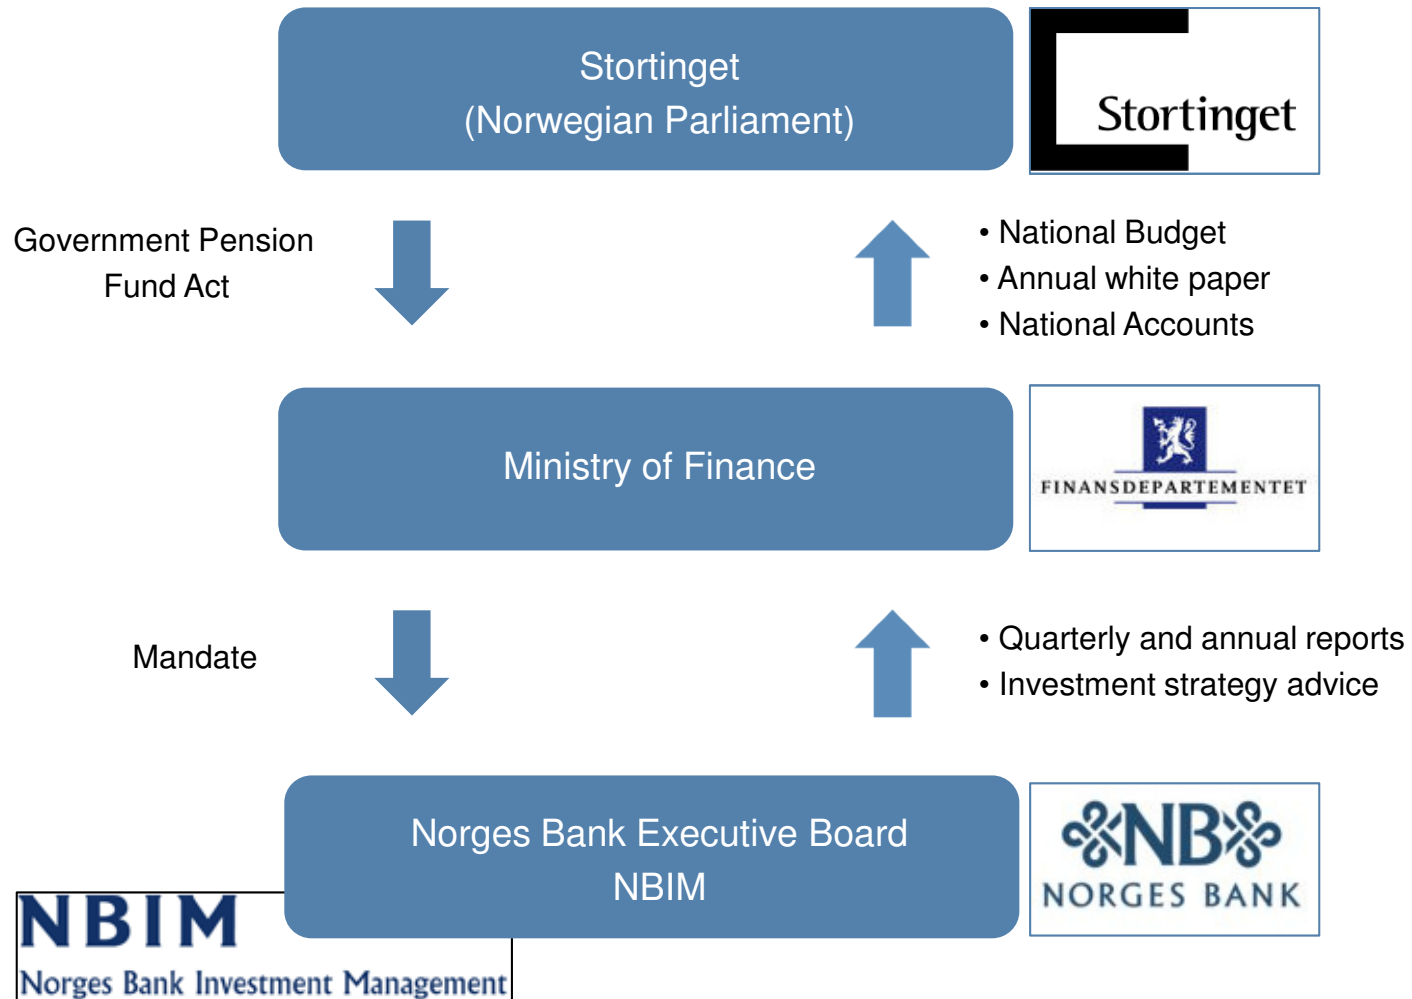 Stortinget
(Norwegian Parliament)
Stortinget
Government Pension
Fund Act
• National Budget
• Annual white paper
• National Accounts
Ministry of Finance
FINANSDEPARTEMENTET
Mandate
• Quarterly and annual reports
• Investment strategy advice
Norges Bank Executive Board
NBIM
NB
NORGES BANK
NBIM
Norges Bank Investment Management